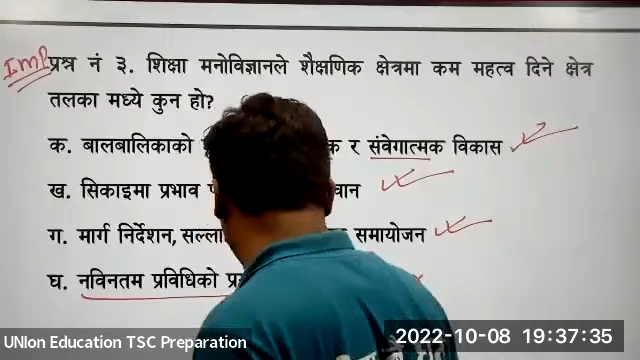 IMP प्रश्न नं ३. शिक्षा मनोविज्ञानले शैक्षणिक क्षेत्रमा कम महत्व दिने क्षेत्र
तलका मध्ये कुन हो?
क. बालबालिकाको र संवेगात्मक विकास
ख. सिकाइमा प्रभाव
ग. मार्ग निर्देशन, समायोजन
घ. नविनतम प्रविधिको
UNIon Education TSC Preparation
2022-10-08 19:37:35